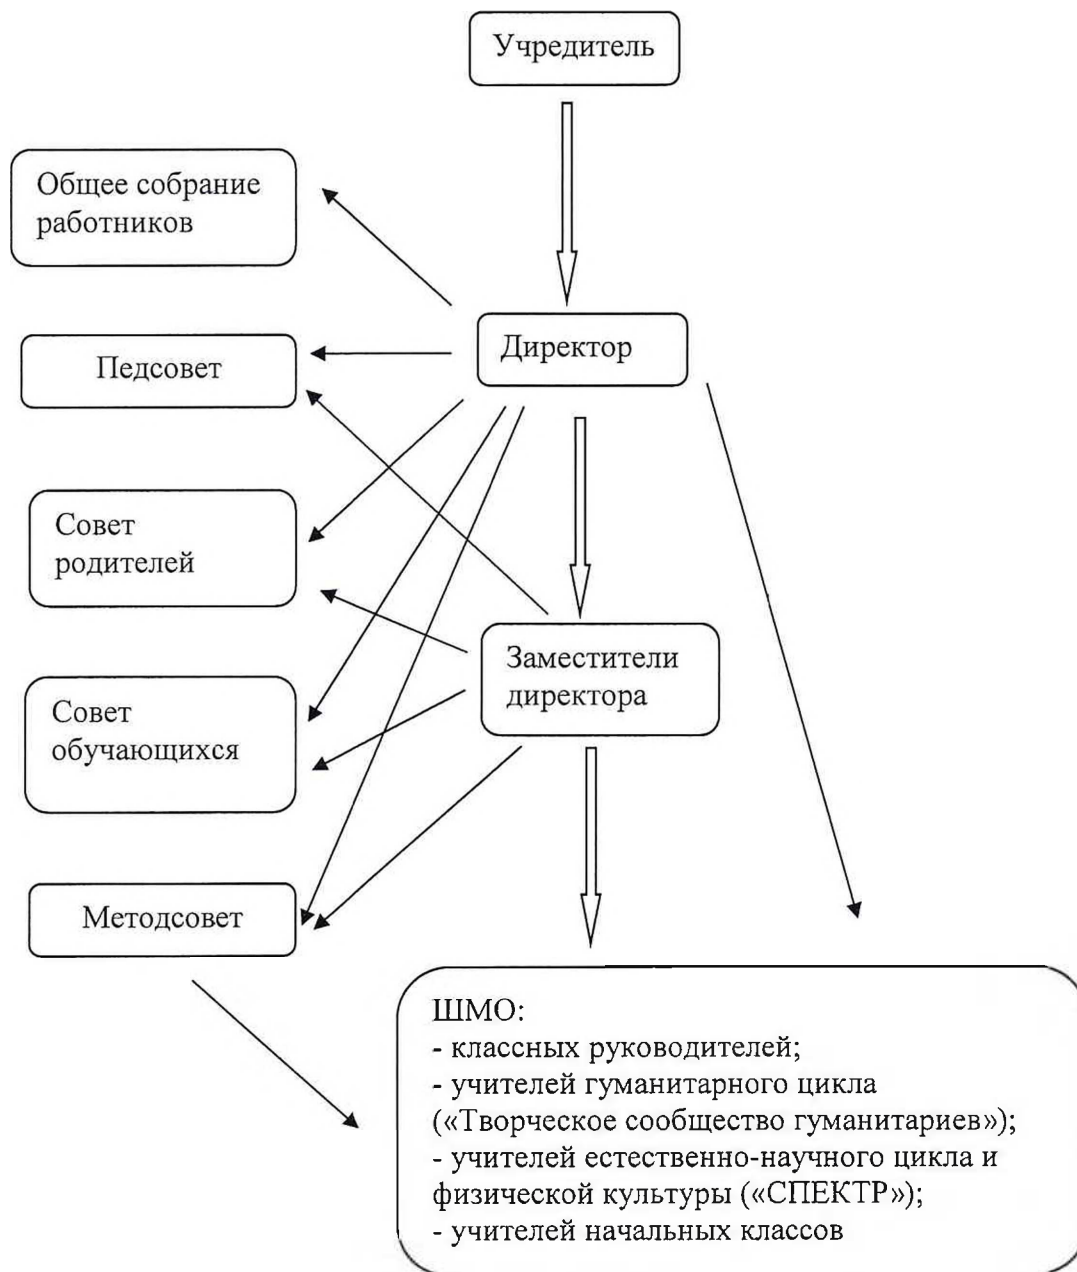 Учредитель
Общее собрание
работников
Директор
Педсовет
Совет
родителей
Заместители
директора
Совет
обучающихся
Методсовет
ШМО:
- классных руководителей;
- учителей гуманитарного цикла
(«Творческое сообщество гуманитариев»);
- учителей естественно-научного цикла и
физической культуры («СПЕКТР»);
- учителей начальных классов